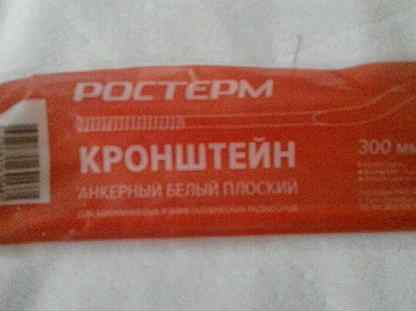 РОСТЕРМ
КРОНШТЕЙН
300 мм
АНКЕРНЫЙ БЕЛЫЙ ПЛОСКИЙ